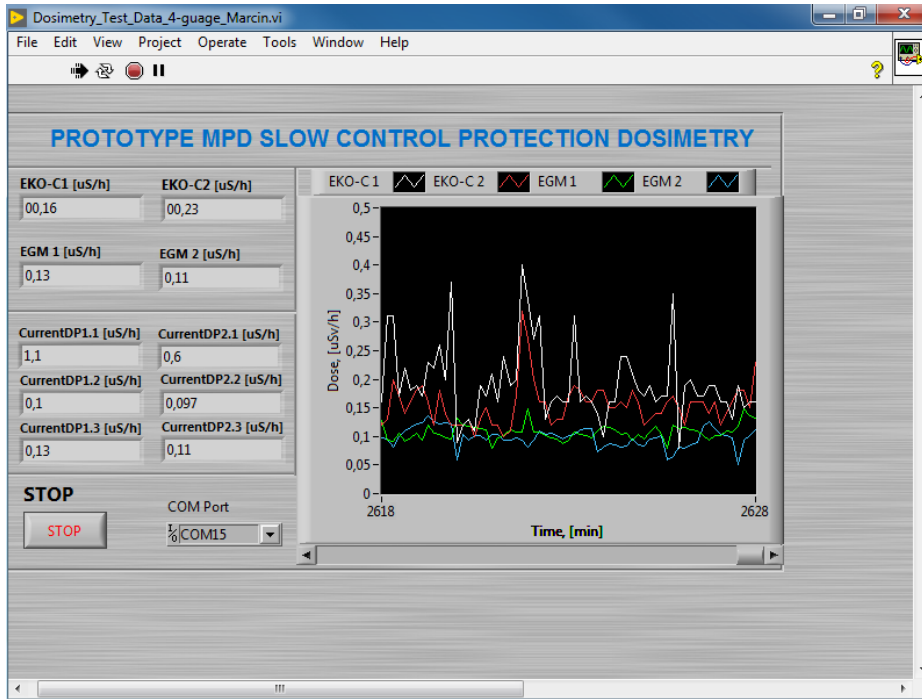 Dosimetry_Test_Data_4-guage_Marcin.vi
File Edit View Project Operate Tools Window Help
PROTOTYPE MPD SLOW CONTROL PROTECTION DOSIMETRY
EKO-C1 [uS/h] EKO-C2 [uS/h]
00,16 00,23
EGM 1 [uS/h] EGM 2 [uS/h]
0,13 0,11
CurrentDP1.1 [uS/h] CurrentDP2.1 [uS/h]
1,1 0,6
CurrentDP1.2 [uS/h] CurrentDP2.2 [uS/h]
0,1 0,097
CurrentDP1.3 [uS/h] CurrentDP2.3 [uS/h]
0,13 0,11
STOP
STOP
COM Port
COM15
EKO-C 1 EKO-C 2 EGM 1 EGM 2
Dose, [uSv/h]
0,5
0,45
0,4
0,35
0,3
0,25
0,2
0,15
0,1
0,05
0
2618 2628
Time, [min]